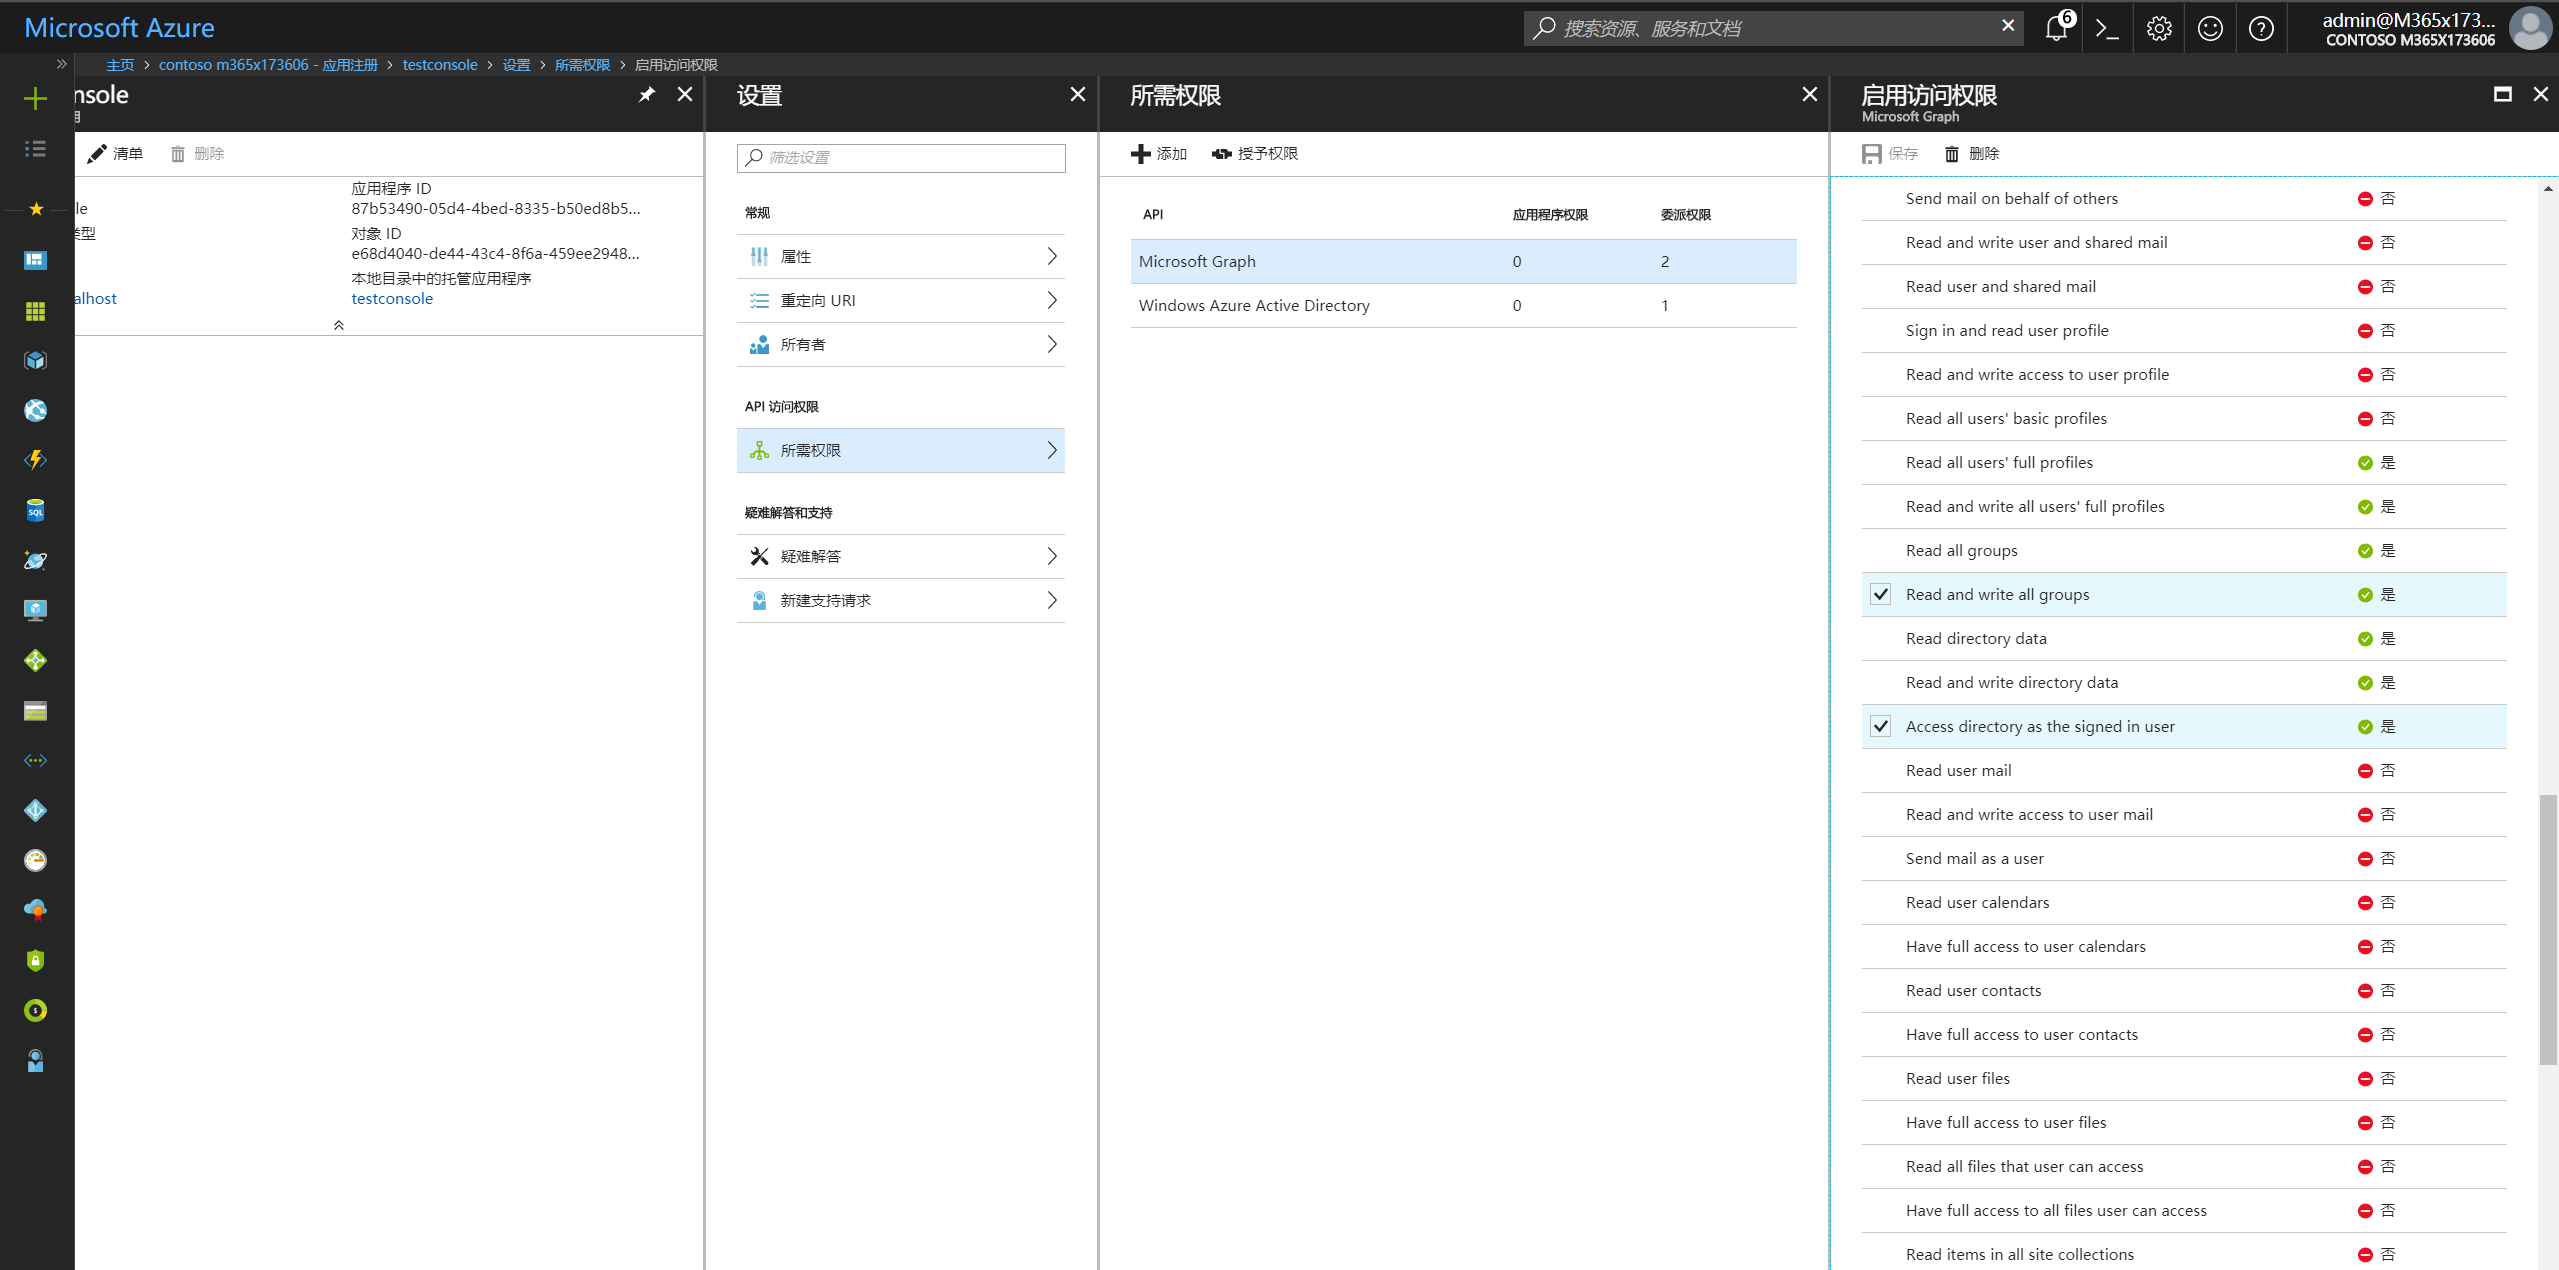 Microsoft Azure
搜索资源、服务和文档
6
admin@M365x173...
CONTOSO M365X173606
主页 > contoso m365x173606 - 应用注册 > testconsole > 设置 > 所需权限 > 启用访问权限
nsole
清单
删除
应用程序 ID
le
87b53490-05d4-4bed-8335-b50ed8b5...
类型
对象 ID
e68d4040-de44-43c4-8f6a-459ee2948...
本地目录中的托管应用程序
alhost
testconsole
设置
筛选设置
常规
属性
重定向 URI
所有者
API 访问权限
所需权限
疑难解答和支持
疑难解答
新建支持请求
所需权限
添加
授予权限
API 应用程序权限 委派权限
Microsoft Graph 0 2
Windows Azure Active Directory 0 1
启用访问权限
Microsoft Graph
保存
删除
Send mail on behalf of others 否
Read and write user and shared mail 否
Read user and shared mail 否
Sign in and read user profile 否
Read and write access to user profile 否
Read all users' basic profiles 否
Read all users' full profiles 是
Read and write all users' full profiles 是
Read all groups 是
Read and write all groups 是
Read directory data 是
Read and write directory data 是
Access directory as the signed in user 是
Read user mail 否
Read and write access to user mail 否
Send mail as a user 否
Read user calendars 否
Have full access to user calendars 否
Read user contacts 否
Have full access to user contacts 否
Read user files 否
Have full access to user files 否
Read all files that user can access 否
Have full access to all files user can access 否
Read items in all site collections 否